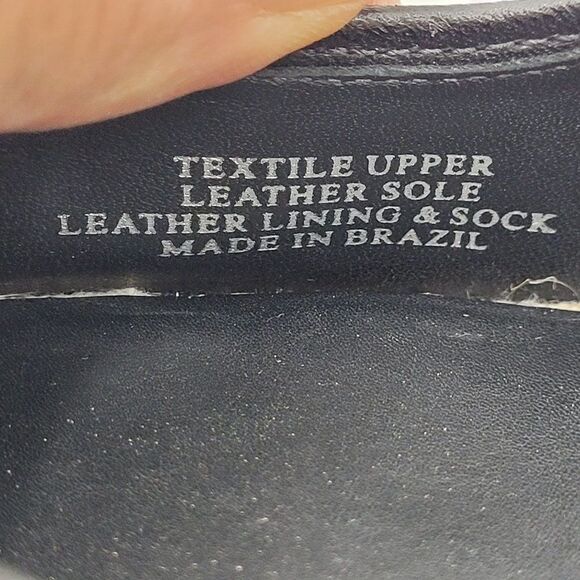 TEXTILE UPPER
LEATHER SOLE
LEATHER LINING & SOCK
MADE IN BRAZIL